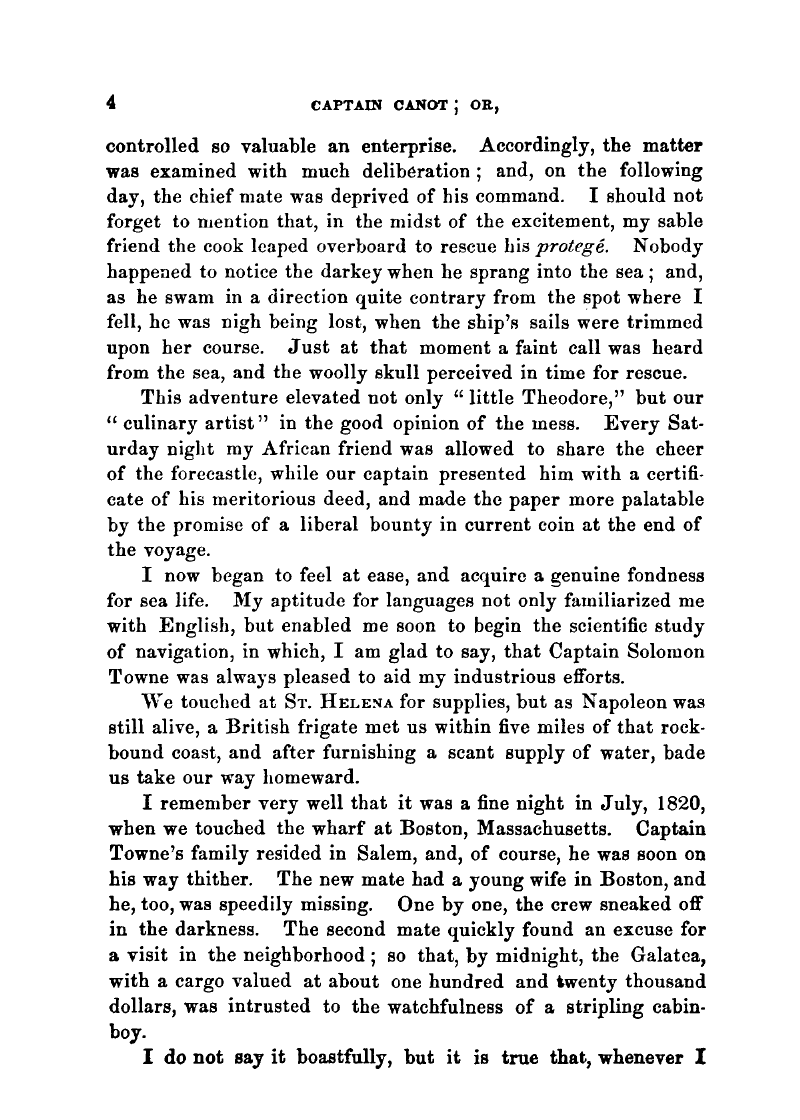 4 CAPTAIN CANOT; OR,
controlled so valuable an enterprise. Accordingly, the matter
was examined with much deliberation; and, on the following
day, the chief mate was deprived of his command. I should not
forget to mention that, in the midst of the excitement, my sable
friend the cook leaped overboard to rescue his protegé. Nobody
happened to notice the darkey when he sprang into the sea; and,
as he swam in a direction quite contrary from the spot where I
fell, he was nigh being lost, when the ship's sails were trimmed
upon her course. Just at that moment a faint call was heard
from the sea, and the woolly skull perceived in time for rescue.
This adventure elevated not only "little Theodore," but our
"culinary artist" in the good opinion of the mess. Every Sat-
urday night my African friend was allowed to share the cheer
of the forecastle, while our captain presented him with a certifi-
cate of his meritorious deed, and made the paper more palatable
by the promise of a liberal bounty in current coin at the end of
the voyage.
I now began to feel at ease, and acquire a genuine fondness
for sea life. My aptitude for languages not only familiarized me
with English, but enabled me soon to begin the scientific study
of navigation, in which, I am glad to say, that Captain Solomon
Towne was always pleased to aid my industrious efforts.
We touched at St. Helena for supplies, but as Napoleon was
still alive, a British frigate met us within five miles of that rock-
bound coast, and after furnishing a scant supply of water, bade
us take our way homeward.
I remember very well that it was a fine night in July, 1820,
when we touched the wharf at Boston, Massachusetts. Captain
Towne's family resided in Salem, and, of course, he was soon on
his way thither. The new mate had a young wife in Boston, and
he, too, was speedily missing. One by one, the crew sneaked off
in the darkness. The second mate quickly found an excuse for
a visit in the neighborhood; so that, by midnight, the Galatea,
with a cargo valued at about one hundred and twenty thousand
dollars, was intrusted to the watchfulness of a stripling cabin-
boy.
I do not say it boastfully, but it is true that, whenever I